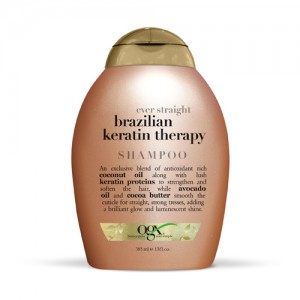 ever straight
brazilian
keratin therapy
SHAMPOO
An exclusive blend of antioxidant rich
coconut oil along with lush
keratin proteins to strengthen and
soften the hair, while avocado
oil and cocoa butter smooth the
cuticle for straight, strong tresses, adding
a brilliant glow and luminescent shine.
ogx